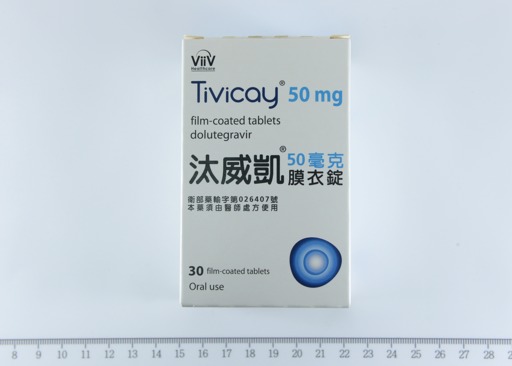 ViiV
Healthcare
Tivicay® 50 mg
film-coated tablets
dolutegravir
汰威凱® 50毫克
膜衣錠
衛部藥輸字第026407號
本藥須由醫師處方使用
30 film-coated tablets
Oral use
8 9 10 11 12 13 14 15 16 17 18 19 20 21 22 23 24 25 26 27 28 2